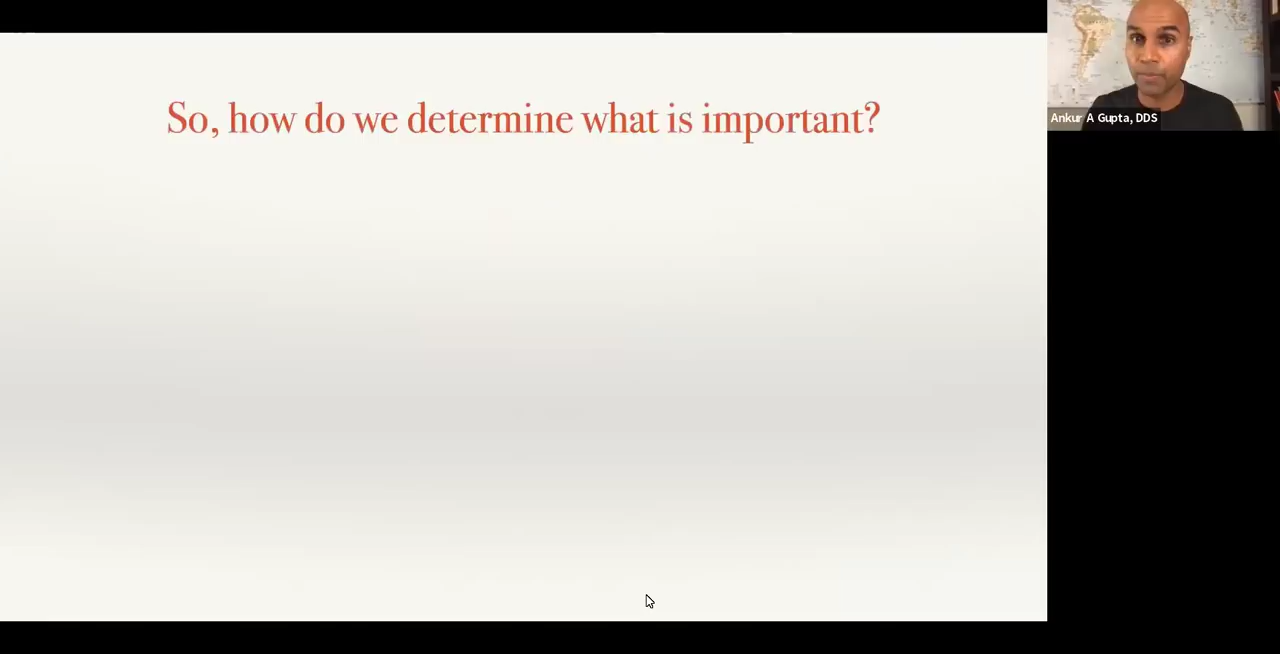 So, how do we determine what is important?
Ankur A Gupta, DDS